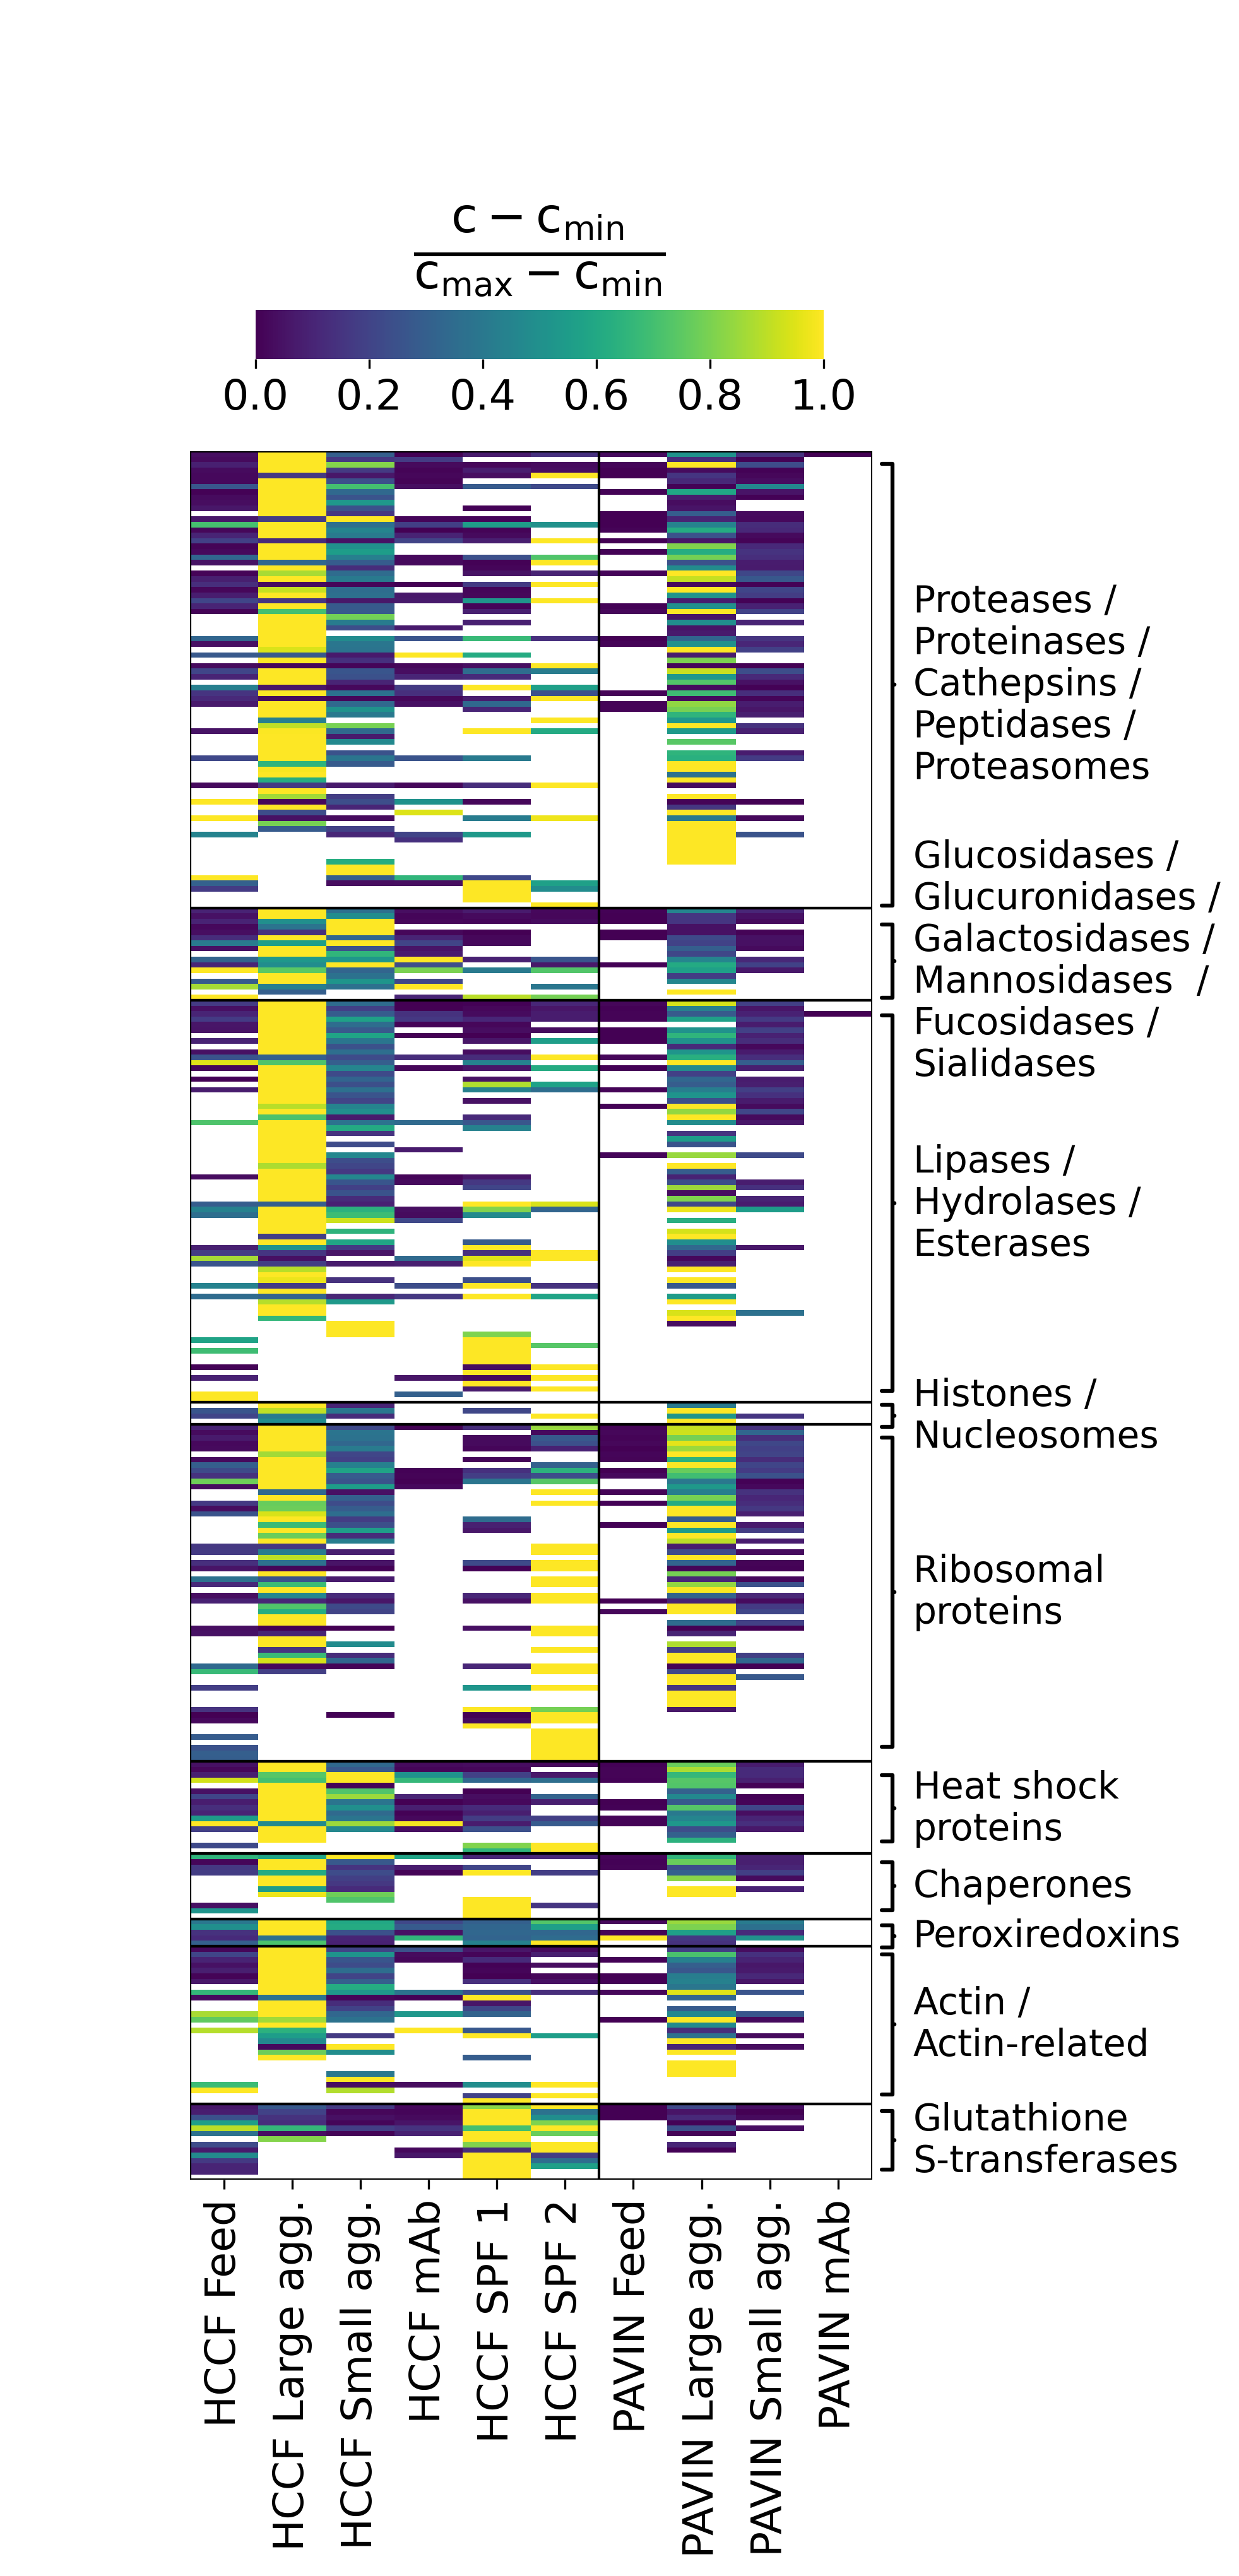 c − cmin
cmax − cmin
0.0 0.2 0.4 0.6 0.8 1.0
Proteases /
Proteinases /
Cathepsins /
Peptidases /
Proteasomes
Glucosidases /
Glucuronidases /
Galactosidases /
Mannosidases /
Fucosidases /
Sialidases
Lipases /
Hydrolases /
Esterases
Histones /
Nucleosomes
Ribosomal
proteins
Heat shock
proteins
Chaperones
Peroxiredoxins
Actin /
Actin-related
Glutathione
S-transferases
HCCF Feed
HCCF Large agg.
HCCF Small agg.
HCCF mAb
HCCF SPF 1
HCCF SPF 2
PAVIN Feed
PAVIN Large agg.
PAVIN Small agg.
PAVIN mAb